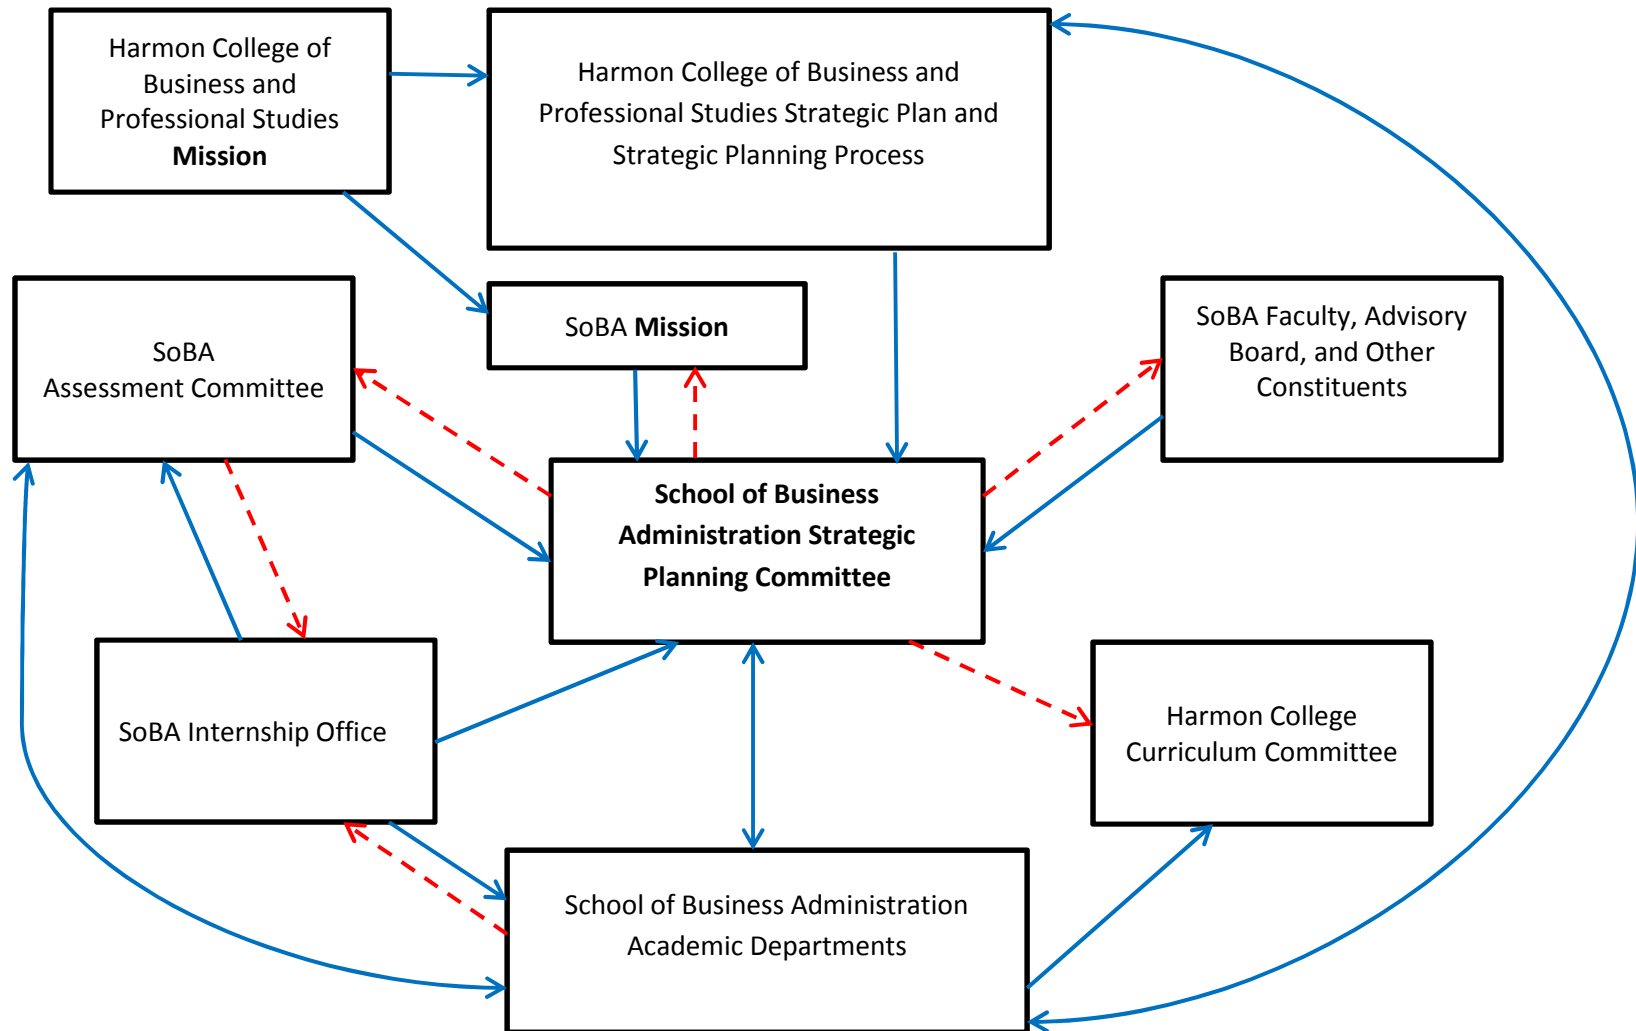 Harmon College of
Business and
Professional Studies
Mission
Harmon College of Business and
Professional Studies Strategic Plan and
Strategic Planning Process
SoBA
Assessment Committee
SoBA Mission
SoBA Faculty, Advisory
Board, and Other
Constituents
School of Business
Administration Strategic
Planning Committee
SoBA Internship Office
Harmon College
Curriculum Committee
School of Business Administration
Academic Departments